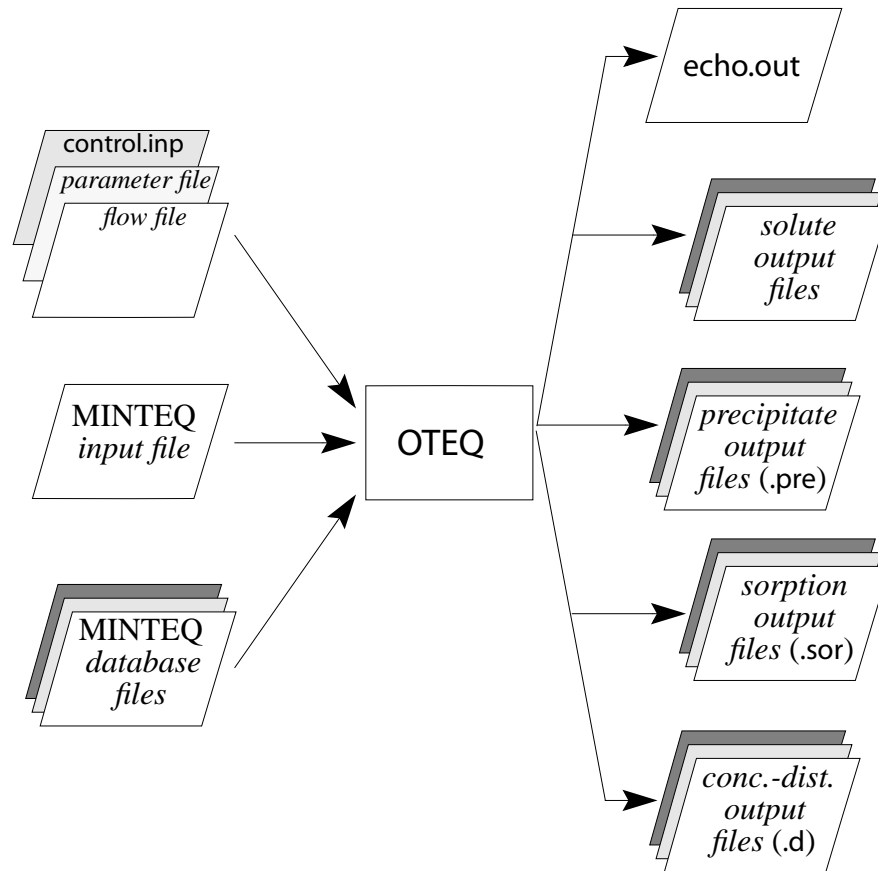 control.inp
parameter file
flow file
MINTEQ
input file
MINTEQ
database
files
OTEQ
echo.out
solute
output
files
precipitate
output
files (.pre)
sorption
output
files (.sor)
conc.-dist.
output
files (.d)